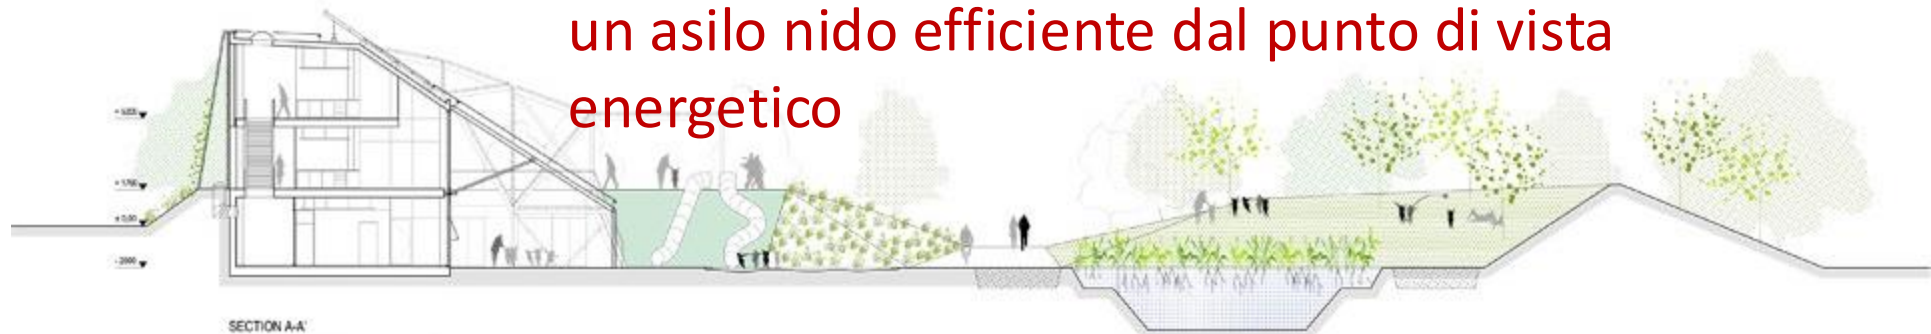 un asilo nido efficiente dal punto di vista
energetico
SECTION A-A'